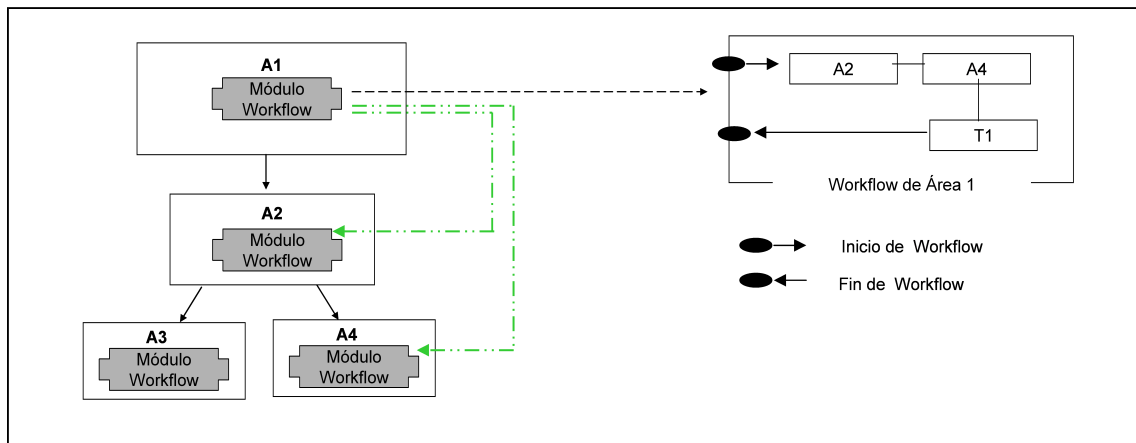 A1
Módulo
Workflow
A2
Módulo
Workflow
A3
Módulo
Workflow
A4
Módulo
Workflow
A2
A4
T1
Workflow de Área 1
Inicio de Workflow
Fin de Workflow